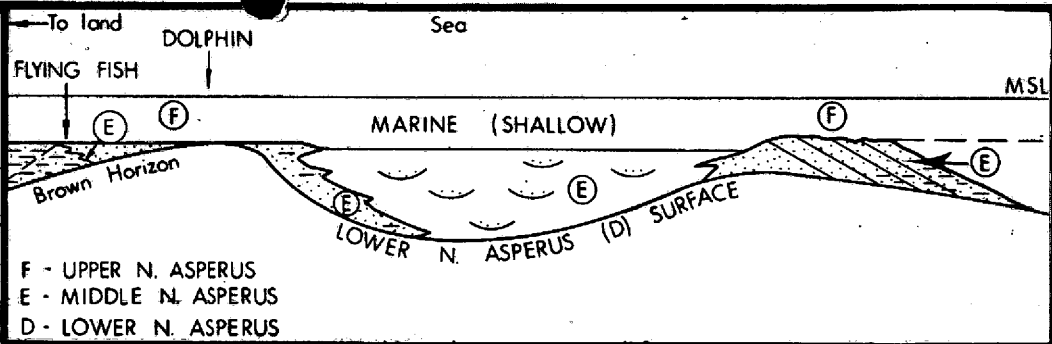 To land
Sea
DOLPHIN
FLYING FISH
MSL
E
F
F
MARINE (SHALLOW)
E
Brown Horizon
E
E
LOWER N. ASPERUS (D) SURFACE
F - UPPER N. ASPERUS
E - MIDDLE N. ASPERUS
D - LOWER N. ASPERUS